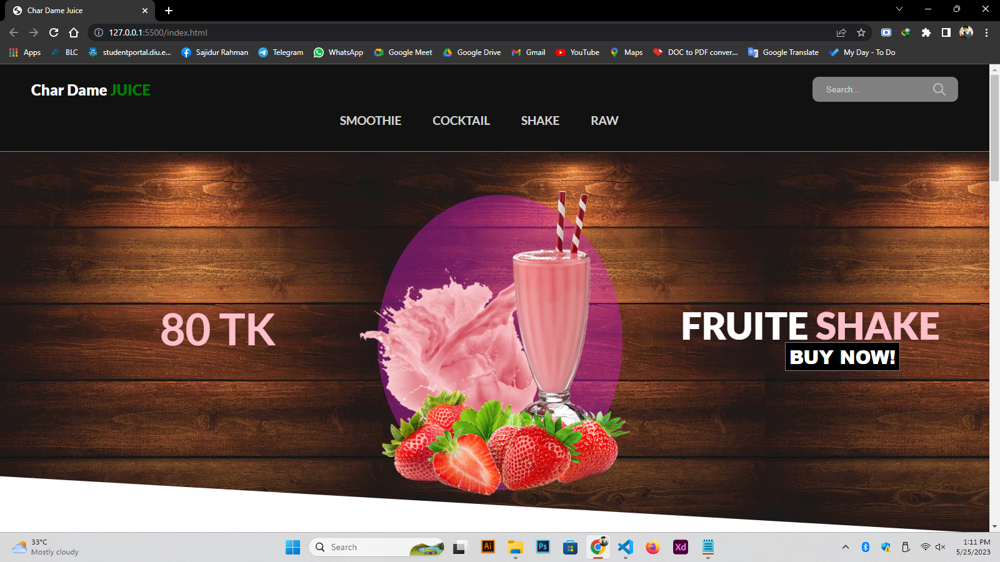 Char Dame Juice
127.0.0.1:5500/index.html
Apps BLC studentportal.diu.e... Sajidur Rahman Telegram WhatsApp Google Meet Google Drive Gmail YouTube Maps DOC to PDF conver... Google Translate My Day - To Do
Char Dame JUICE
Search...
SMOOTHIE COCKTAIL SHAKE RAW
80 TK
FRUITE SHAKE
BUY NOW!
33°C
Mostly cloudy
Search
Ai
Ps
Xd
1:11 PM
5/25/2023